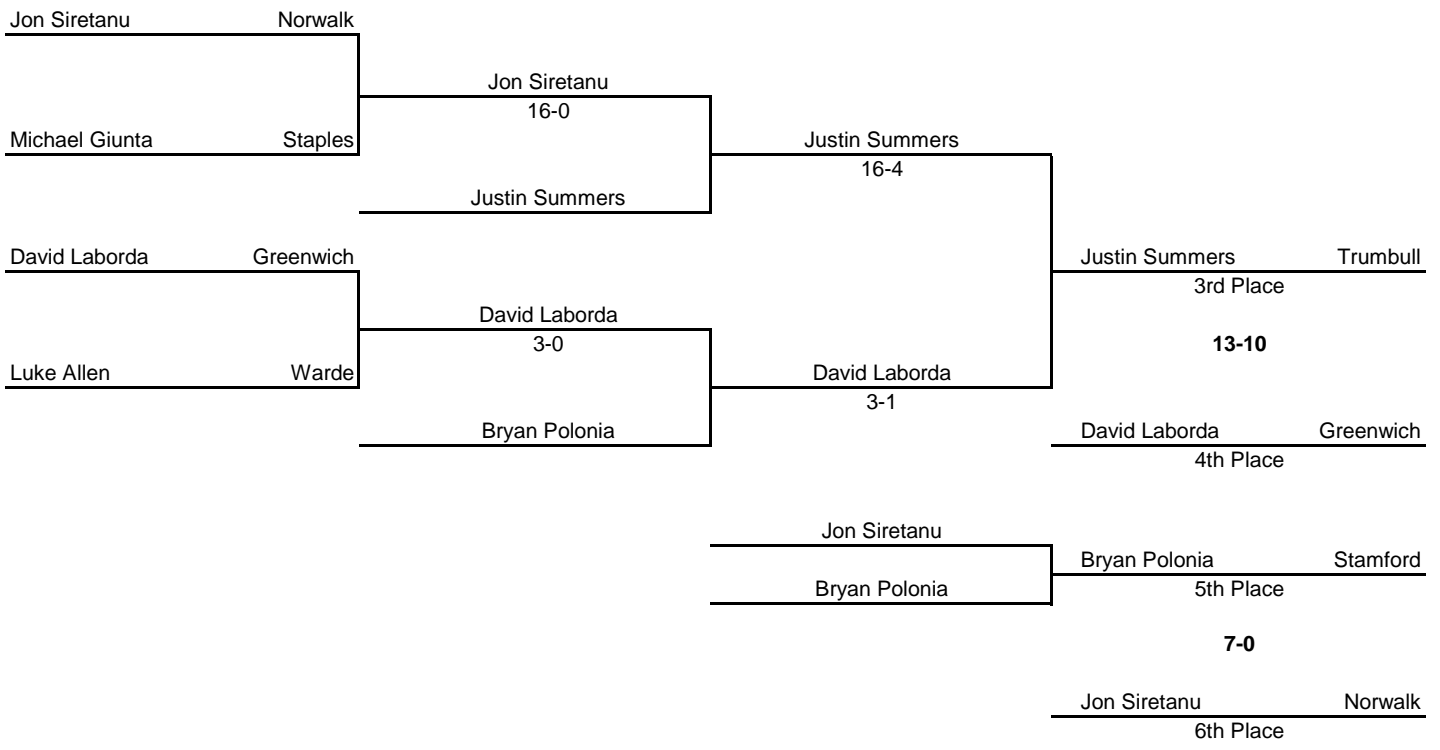 Jon Siretanu Norwalk
Jon Siretanu
16-0
Michael Giunta Staples
Justin Summers
16-4
Justin Summers
David Laborda Greenwich
Justin Summers Trumbull
3rd Place
David Laborda
3-0
13-10
Luke Allen Warde
David Laborda
3-1
Bryan Polonia
David Laborda Greenwich
4th Place
Jon Siretanu
Bryan Polonia Stamford
Bryan Polonia
5th Place
7-0
Jon Siretanu Norwalk
6th Place